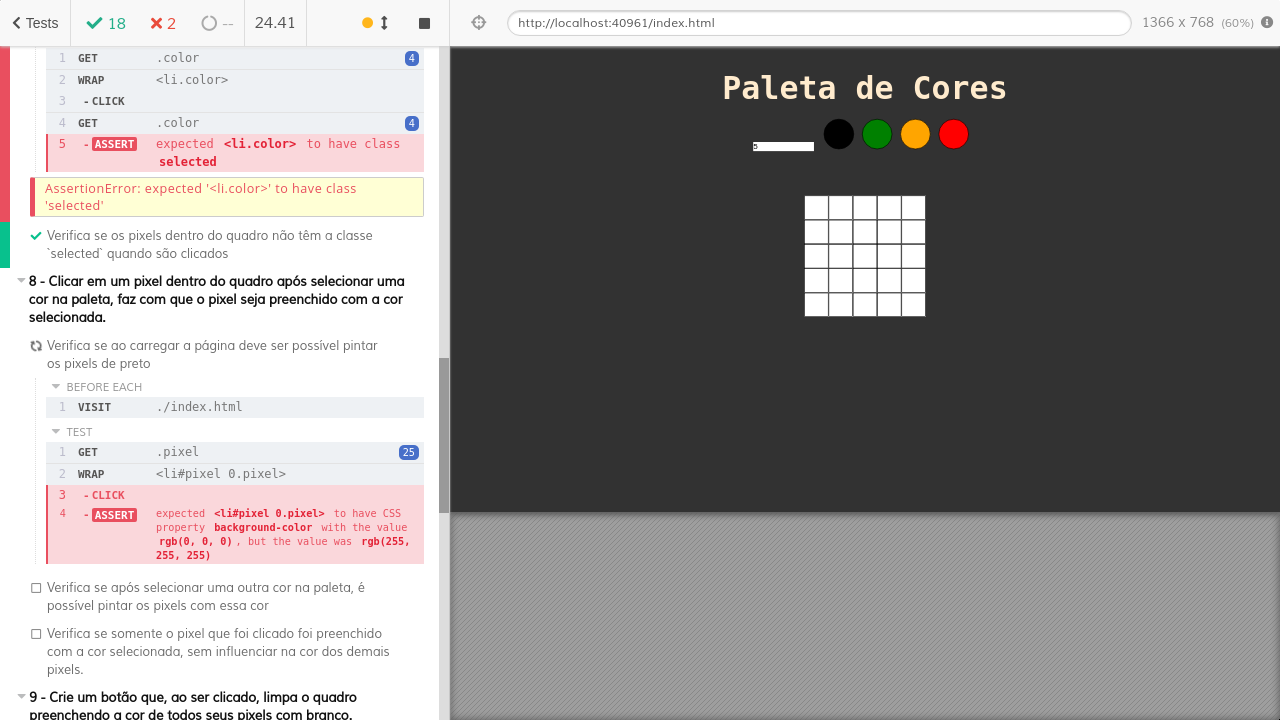 Tests
18
2
--
24.41
http://localhost:40961/index.html
1366 x 768 (60%)
1 GET .color 4
2 WRAP <li.color>
3 -CLICK
4 GET .color 4
5 -ASSERT expected <li.color> to have class
selected
AssertionError: expected '<li.color>' to have class
'selected'
Verifica se os pixels dentro do quadro não têm a classe
`selected` quando são clicados
8 - Clicar em um pixel dentro do quadro após selecionar uma
cor na paleta, faz com que o pixel seja preenchido com a cor
selecionada.
Verifica se ao carregar a página deve ser possível pintar
os pixels de preto
BEFORE EACH
1 VISIT ./index.html
TEST
1 GET .pixel 25
2 WRAP <li#pixel 0.pixel>
3 -CLICK
4 -ASSERT expected <li#pixel 0.pixel> to have CSS
property background-color with the value
rgb(0, 0, 0), but the value was rgb(255,
255, 255)
Verifica se após selecionar uma outra cor na paleta, é
possível pintar os pixels com essa cor
Verifica se somente o pixel que foi clicado foi preenchido
com a cor selecionada, sem influenciar na cor dos demais
pixels.
9 - Crie um botão que, ao ser clicado, limpa o quadro
preenchendo a cor de todos seus pixels com branco.
Paleta de Cores
5